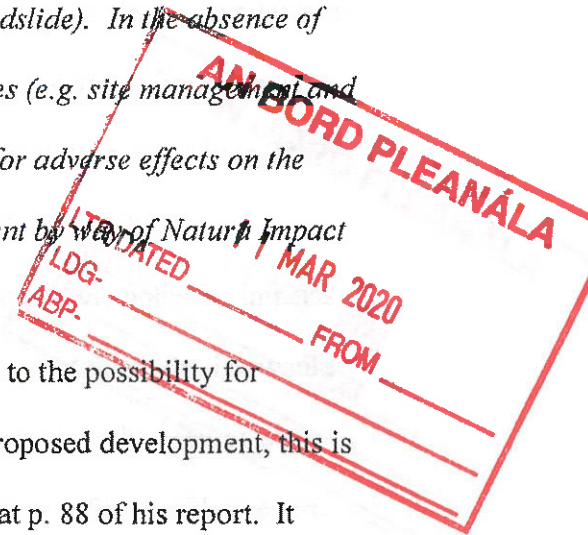 dslide). In the absence of
es (e.g. site management and
for adverse effects on the
nt by way of Natura Impact
to the possibility for
roposed development, this is
at p. 88 of his report. It
AN BORD PLEANÁLA
LTR DATED FROM
11 MAR 2020
LDG-
ABP-